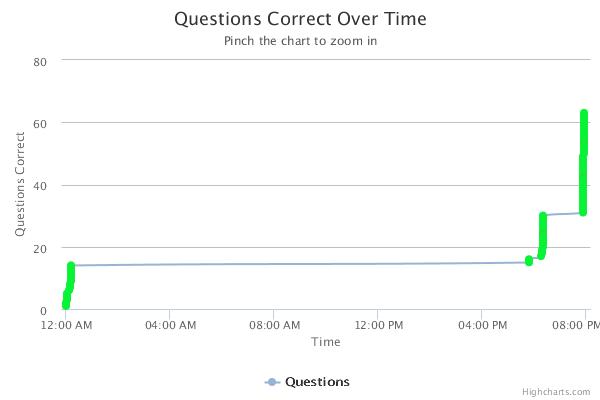 Questions Correct Over Time
Pinch the chart to zoom in
Questions Correct
80
60
40
20
0
12:00 AM 04:00 AM 08:00 AM 12:00 PM 04:00 PM 08:00 PM
Time
Questions
Highcharts.com